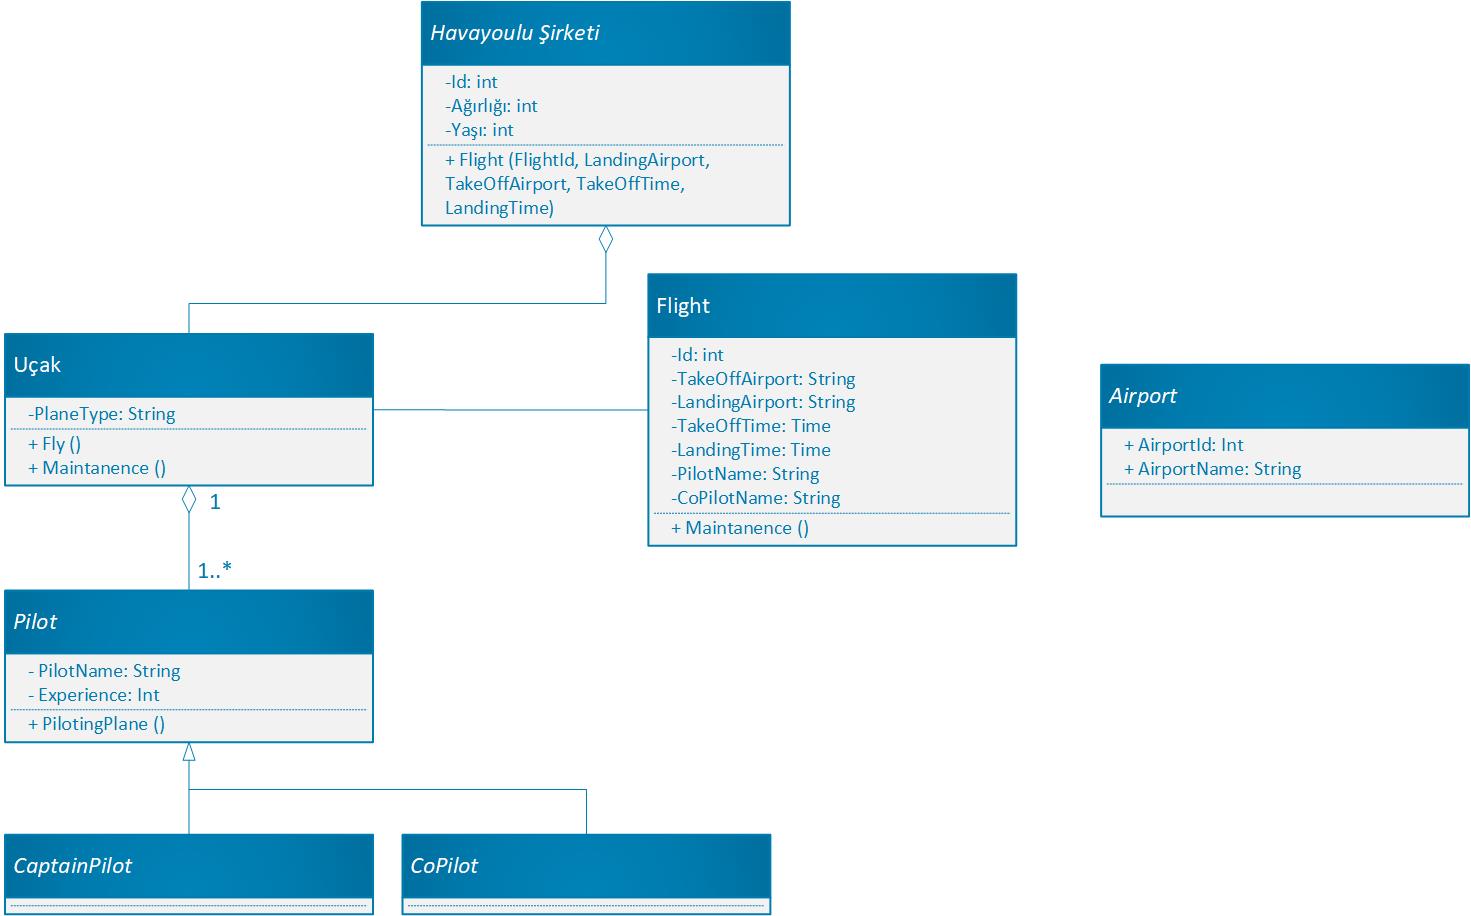 Havayoulu Şirketi
-Id: int
-Ağırlığı: int
-Yaşı: int
+ Flight (FlightId, LandingAirport,
TakeOffAirport, TakeOffTime,
LandingTime)
Uçak
-PlaneType: String
+ Fly ()
+ Maintanence ()
Flight
-Id: int
-TakeOffAirport: String
-LandingAirport: String
-TakeOffTime: Time
-LandingTime: Time
-PilotName: String
-CoPilotName: String
+ Maintanence ()
Airport
+ AirportId: Int
+ AirportName: String
1
1..*
Pilot
- PilotName: String
- Experience: Int
+ PilotingPlane ()
CaptainPilot
CoPilot